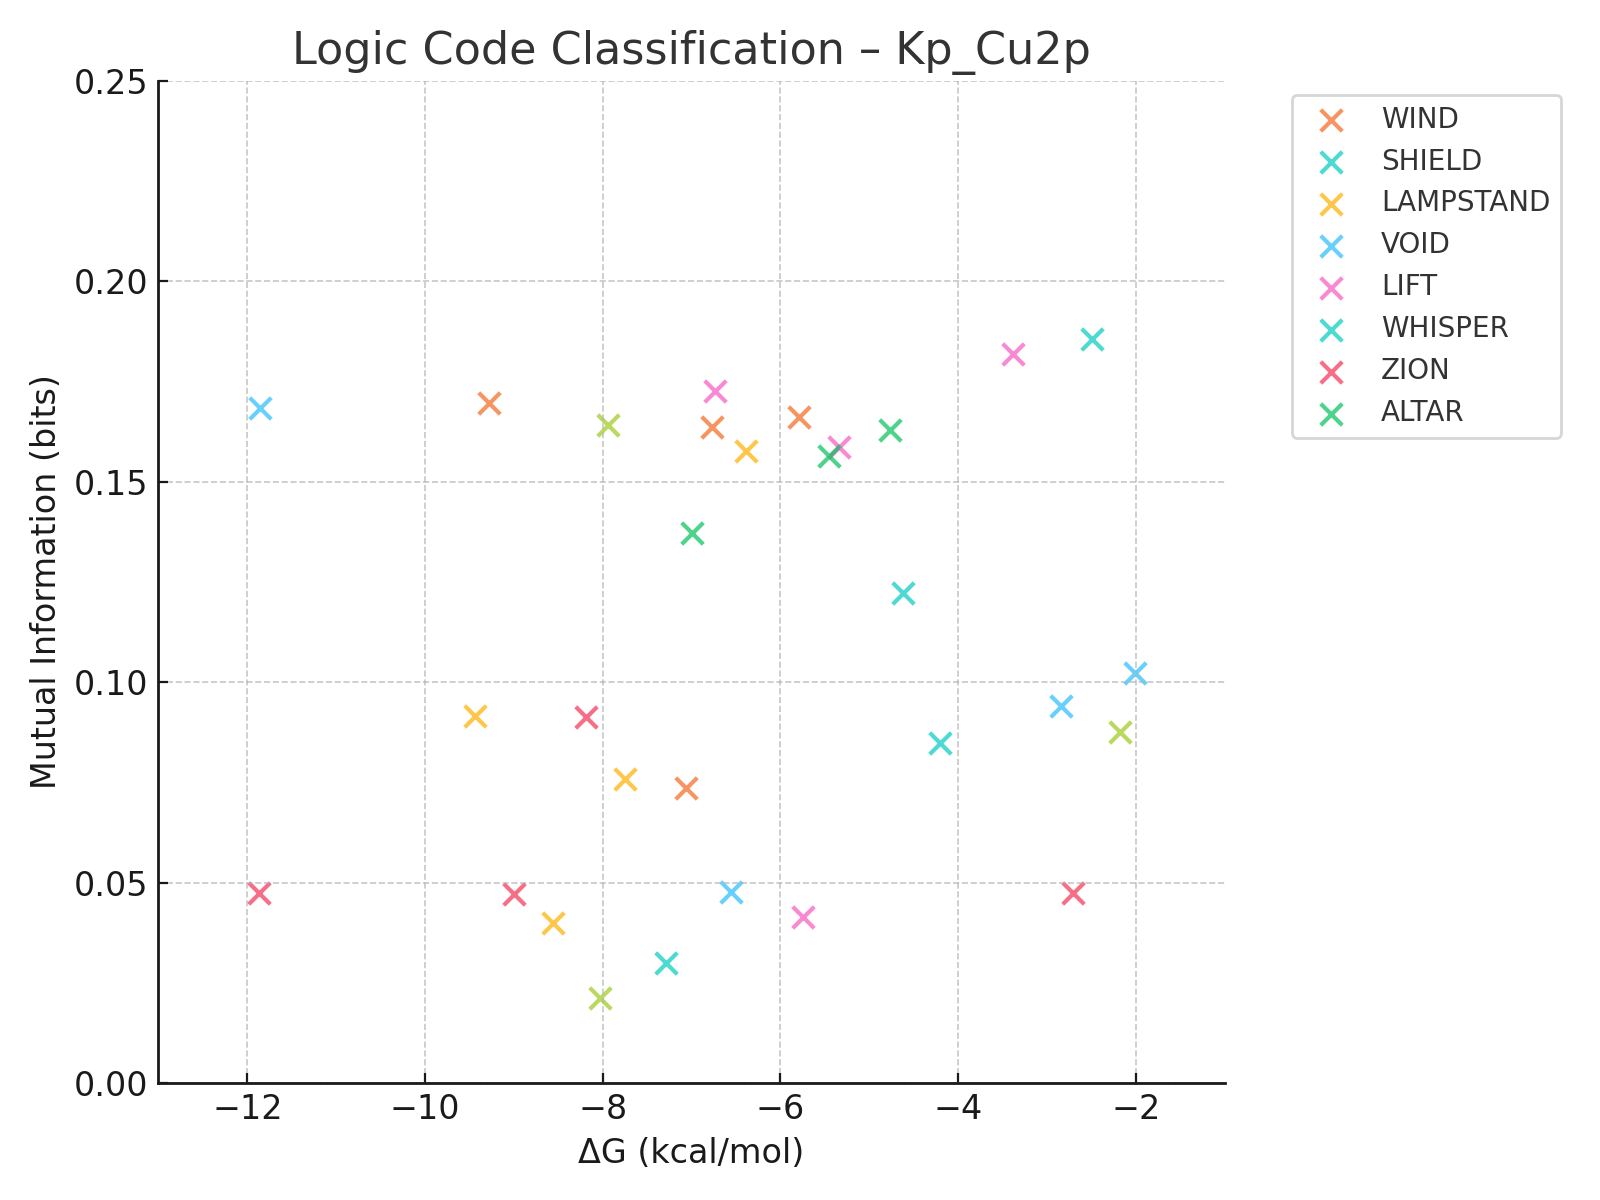 Logic Code Classification – Kp_Cu2p
Mutual Information (bits)
0.25
0.20
0.15
0.10
0.05
0.00
−12 −10 −8 −6 −4 −2
ΔG (kcal/mol)
WIND
SHIELD
LAMPSTAND
VOID
LIFT
WHISPER
ZION
ALTAR